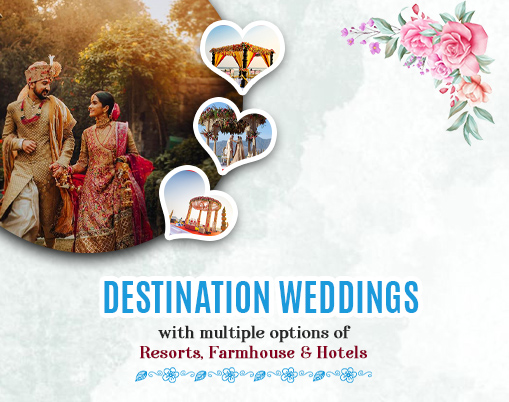 DESTINATION WEDDINGS
with multiple options of
Resorts, Farmhouse & Hotels